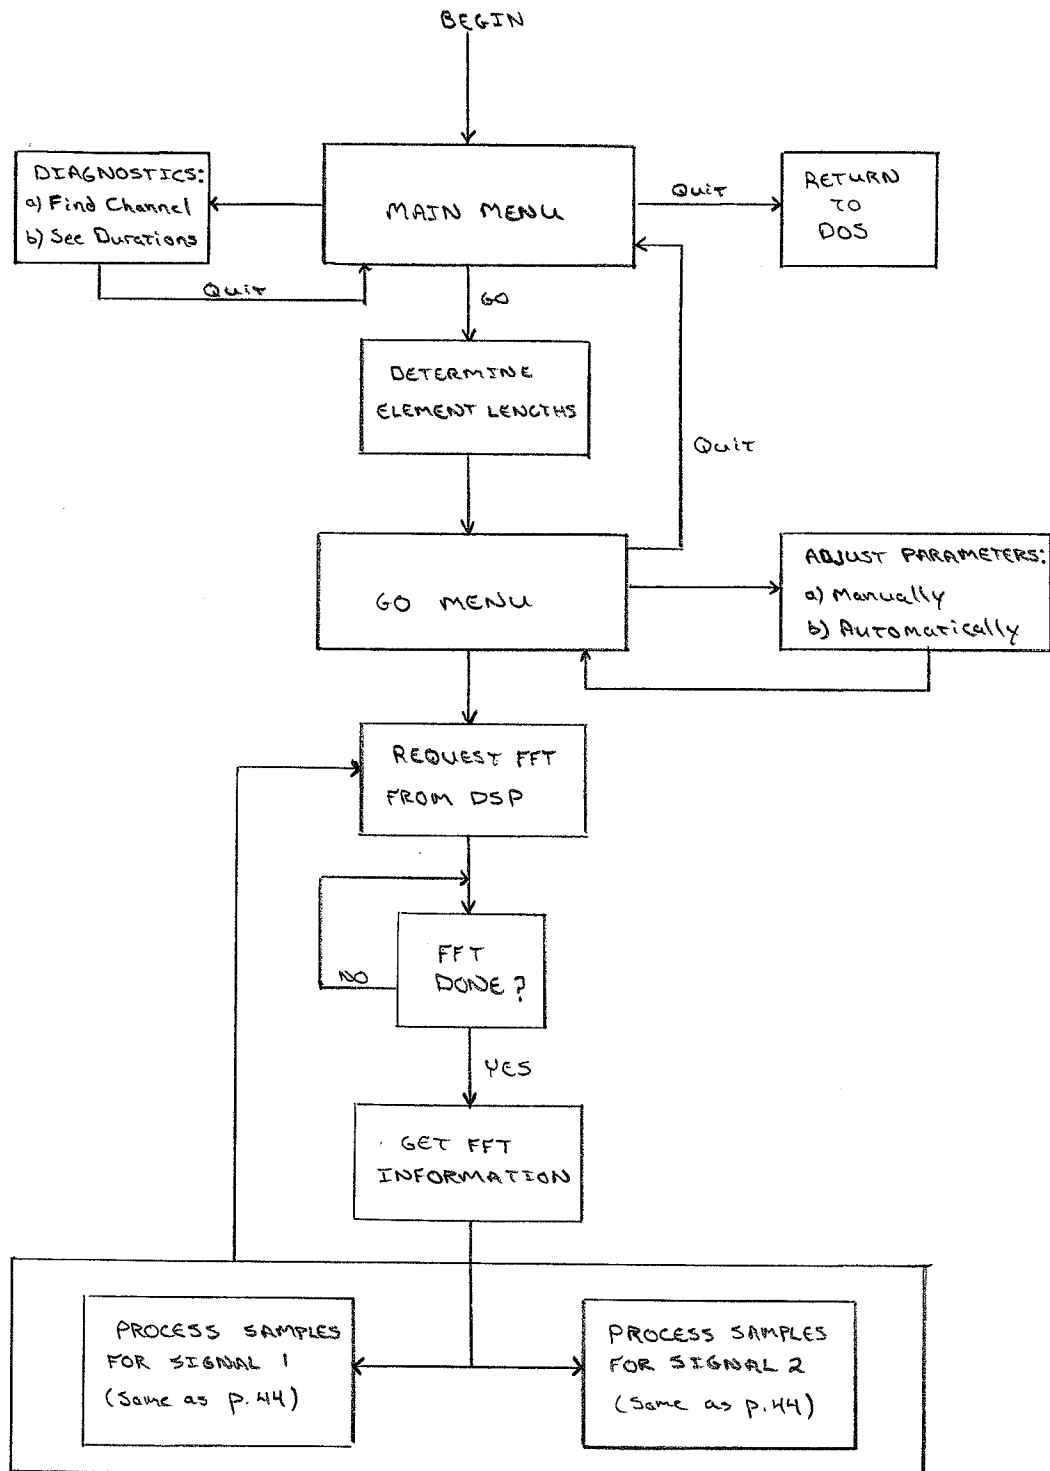 BEGIN
DIAGNOSTICS:
a) Find Channel
b) See Durations
MAIN MENU
Quit
RETURN
TO
DOS
Quit
GO
DETERMINE
ELEMENT LENGTHS
Quit
GO MENU
ADJUST PARAMETERS:
a) Manually
b) Automatically
REQUEST FFT
FROM DSP
FFT
DONE?
NO
YES
GET FFT
INFORMATION
PROCESS SAMPLES
FOR SIGNAL 1
(Same as p.44)
PROCESS SAMPLES
FOR SIGNAL 2
(Same as p.44)